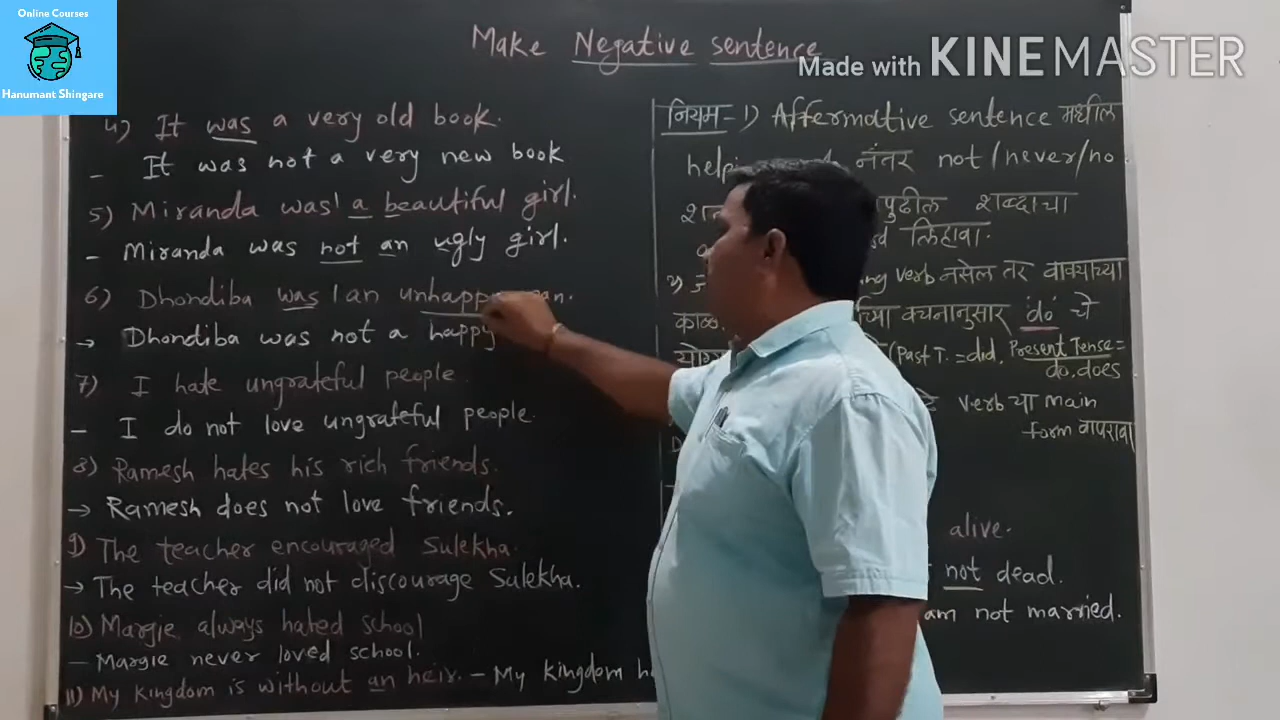 Online Courses
Hanumant Shingare
Make Negative sentence
Made with KINEMASTER
4) It was a very old book.
- It was not a very new book
5) Miranda was a beautiful girl.
- Miranda was not an ugly girl.
6) Dhondiba was an
→ Dhondiba was not a happy
7) I hate ungrateful people.
- I do not love ungrateful people.
8) Ramesh hates his rich friends.
→ Ramesh does not love friends.
9) The teacher encouraged Sulekha.
→ The teacher did not discourage Sulekha.
10) Margie always hated school
- Margie never loved school.
11) My kingdom is without an heir. - My kingdom
नियम - 1) Affermative sentence मधील
नंतर not/never/no
पुढील शब्दाचा
लिहावा.
verb नसेल तर वाक्याच्या
काळ वचनानुसार 'do' चे
(Past T. = did, Present Tense =
do, does
verb या main
form वापरावा
alive.
not dead.
am not married.